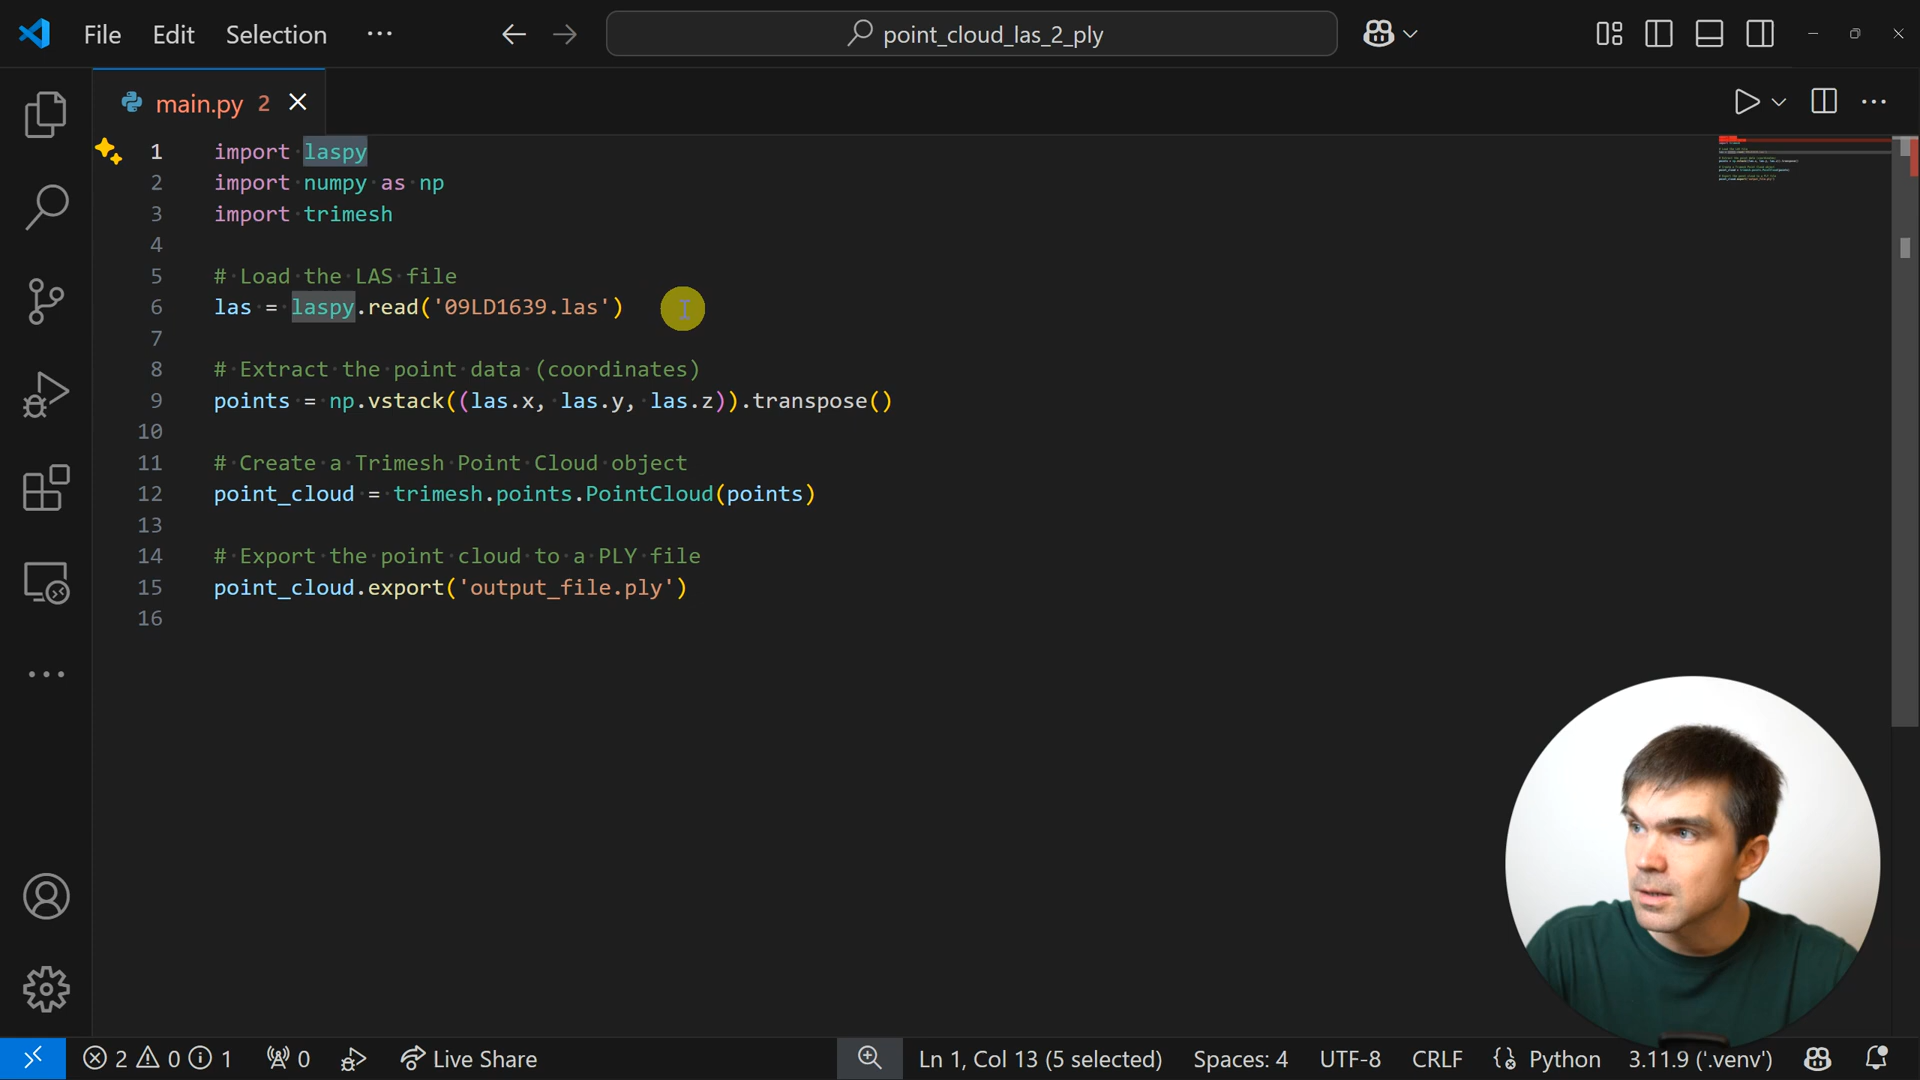 File Edit Selection ··· point_cloud_las_2_ply
main.py 2
1 import laspy
2 import numpy as np
3 import trimesh
4
5 # Load the LAS file
6 las = laspy.read('09LD1639.las')
7
8 # Extract the point data (coordinates)
9 points = np.vstack((las.x, las.y, las.z)).transpose()
10
11 # Create a Trimesh Point Cloud object
12 point_cloud = trimesh.points.PointCloud(points)
13
14 # Export the point cloud to a PLY file
15 point_cloud.export('output_file.ply')
16
2 0 1 0 Live Share Ln 1, Col 13 (5 selected) Spaces: 4 UTF-8 CRLF Python 3.11.9 ('.venv')